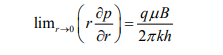 lim_{r→0} (r ∂p/∂r) = qμB/2πkh